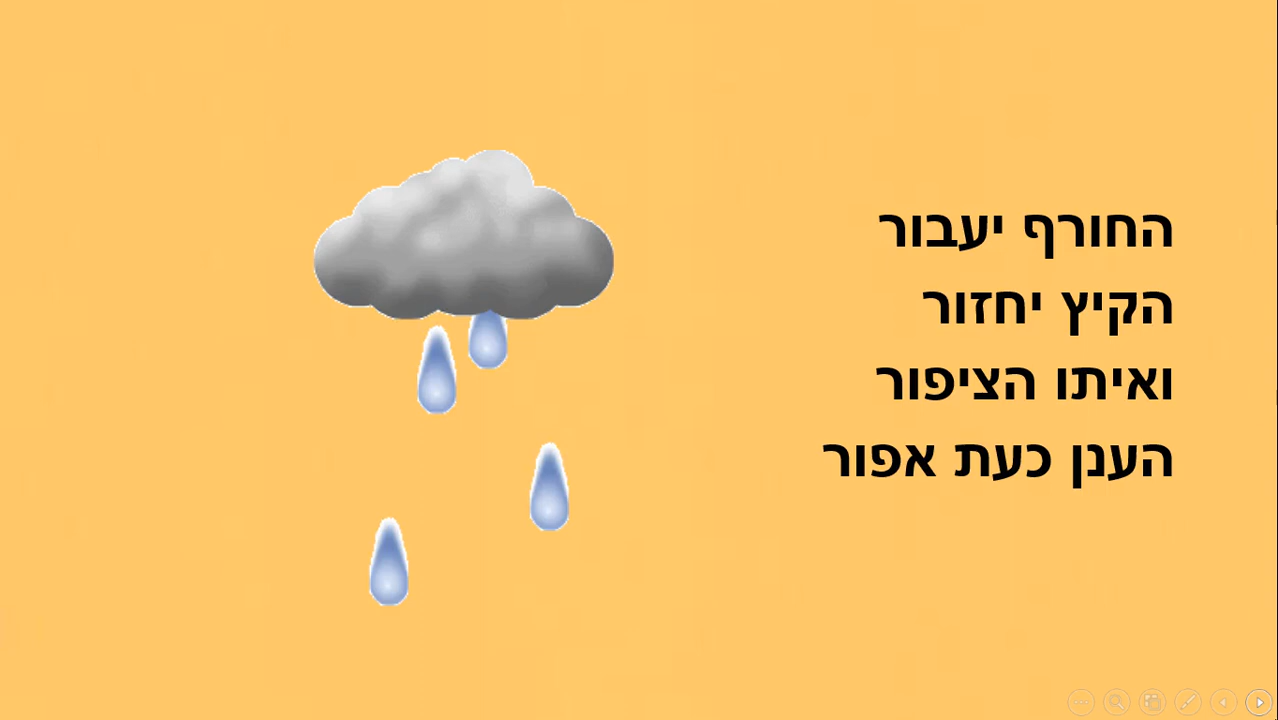 החורף יעבור
הקיץ יחזור
ואיתו הציפור
הענן כעת אפור